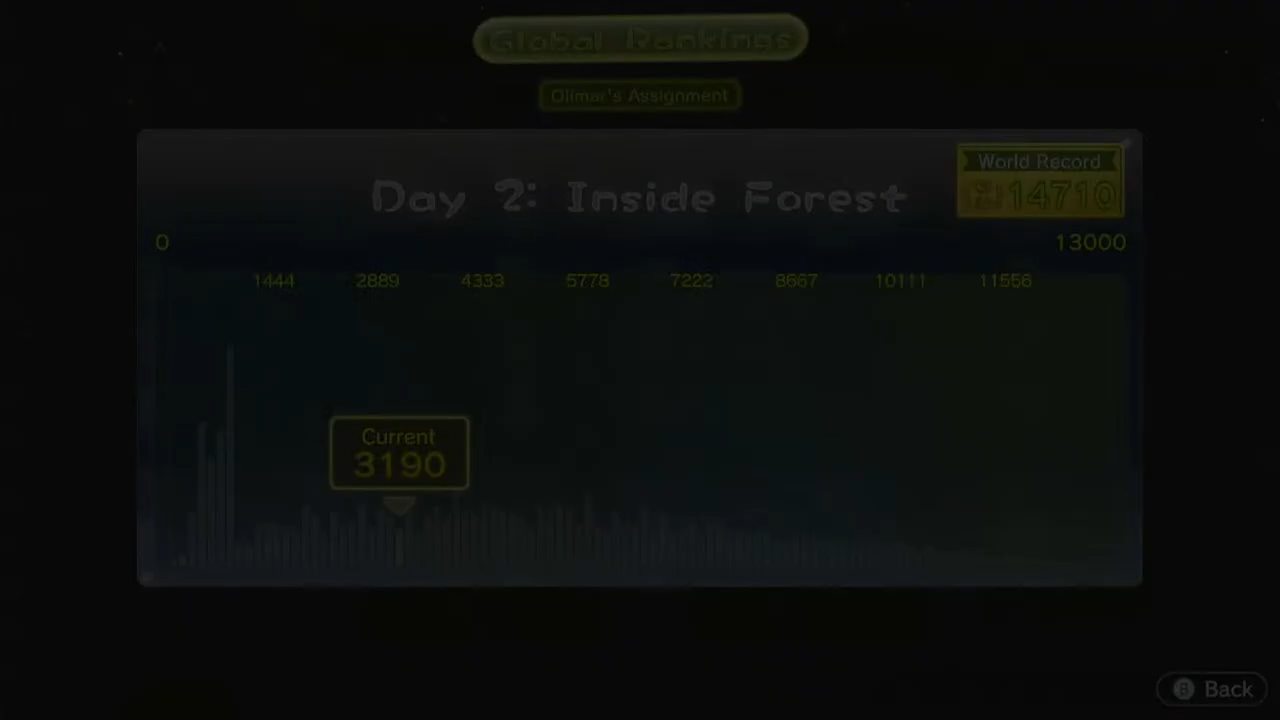 Global Rankings
Olimar's Assignment
World Record
14710
Day 2: Inside Forest
0
13000
1444 2889 4333 5778 7222 8667 10111 11556
Current
3190
B Back